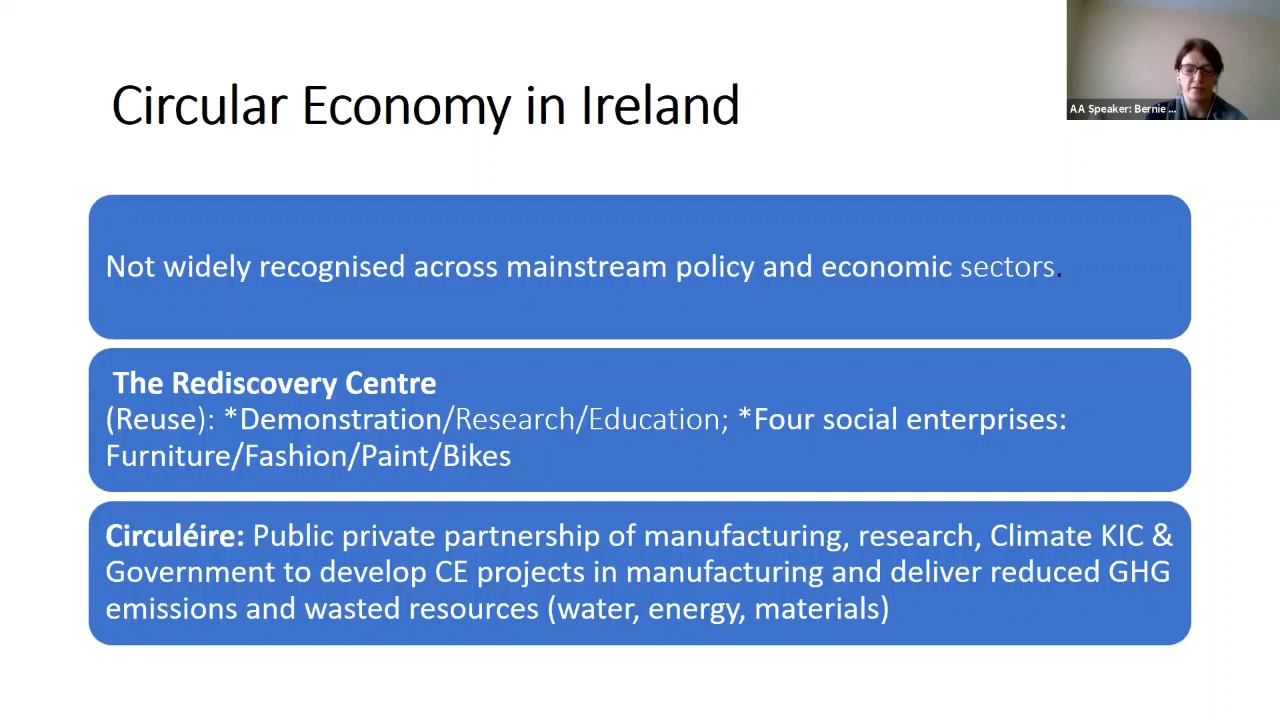 Circular Economy in Ireland
AA Speaker: Bernie ...
Not widely recognised across mainstream policy and economic sectors.
The Rediscovery Centre
(Reuse): *Demonstration/Research/Education; *Four social enterprises:
Furniture/Fashion/Paint/Bikes
Circuléire: Public private partnership of manufacturing, research, Climate KIC &
Government to develop CE projects in manufacturing and deliver reduced GHG
emissions and wasted resources (water, energy, materials)